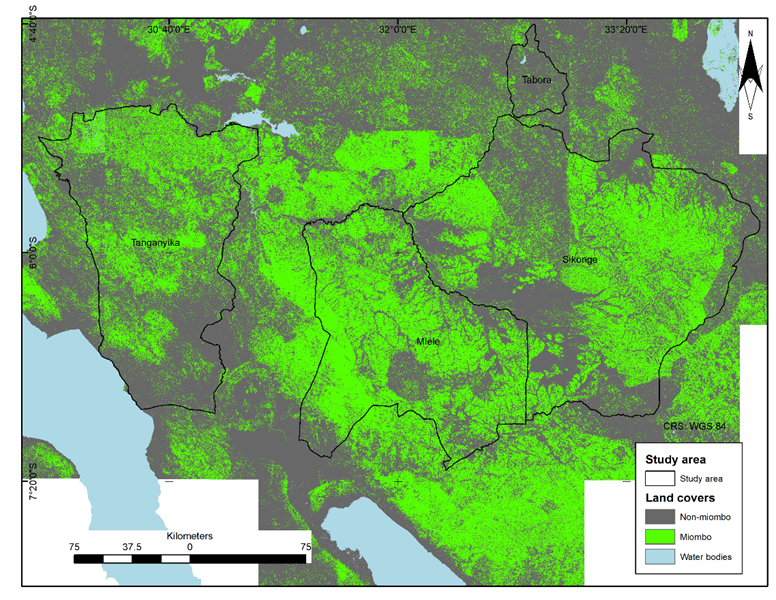 30°40'0"E
32°0'0"E
33°20'0"E
4°40'0"S
N
S
Tabora
Tanganyika
6°0'0"S
Sikonge
Mlele
CRS: WGS 84
7°20'0"S
Study area
Study area
Land covers
Non-miombo
Miombo
Water bodies
Kilometers
75 37.5 0 75